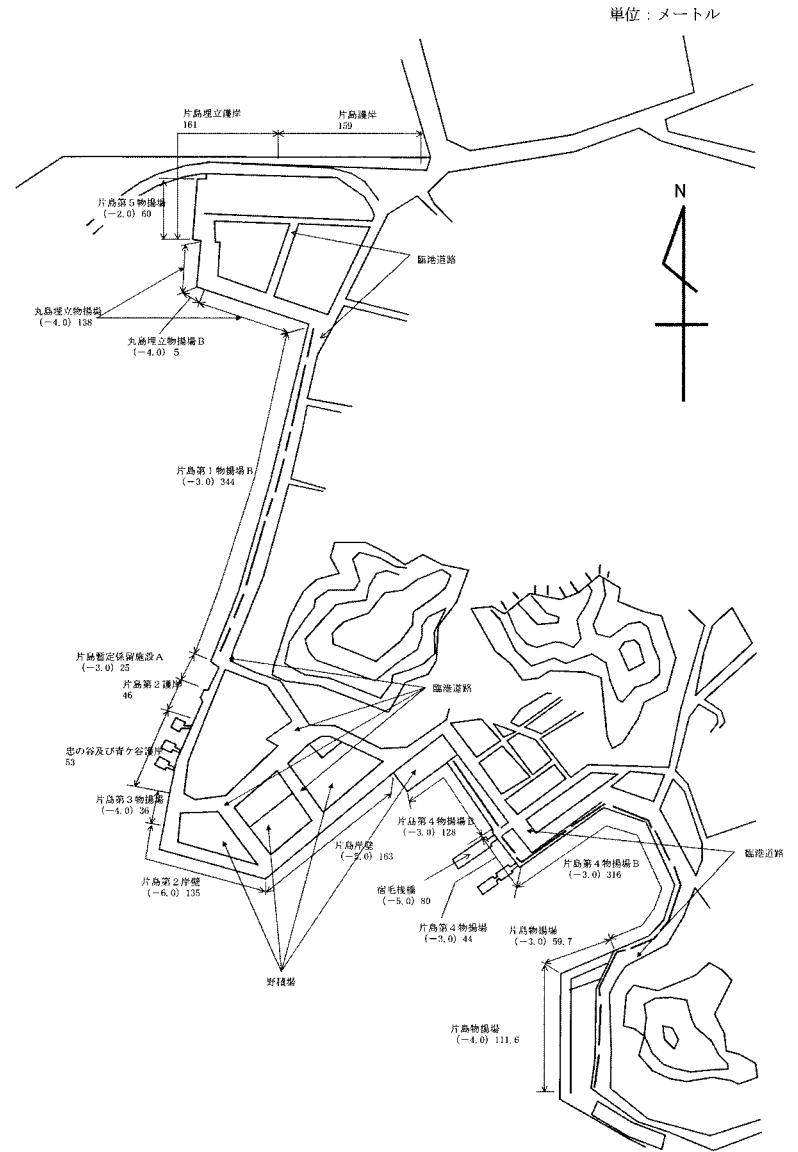 単位：メートル
片島埋立護岸
161
片島護岸
159
N
片島第５物揚場
(－2.0) 60
臨港道路
丸島埋立物揚場
(－4.0) 138
丸島埋立物揚場Ｂ
(－4.0) 5
片島第１物揚場Ｂ
(－3.0) 344
片島暫定係留施設Ａ
(－3.0) 25
片島第２護岸
46
臨港道路
忠の谷及び青ケ谷護岸
53
片島第３物揚場
(－4.0) 36
片島第４物揚場Ｄ
(－3.0) 128
片島岸壁
(－5.0) 163
臨港道路
片島第４物揚場Ｂ
(－3.0) 316
片島第２岸壁
(－6.0) 135
宿毛桟橋
(－5.0) 80
片島第４物揚場
(－3.0) 44
片島物揚場
(－3.0) 59.7
野積場
片島物揚場
(－4.0) 111.6